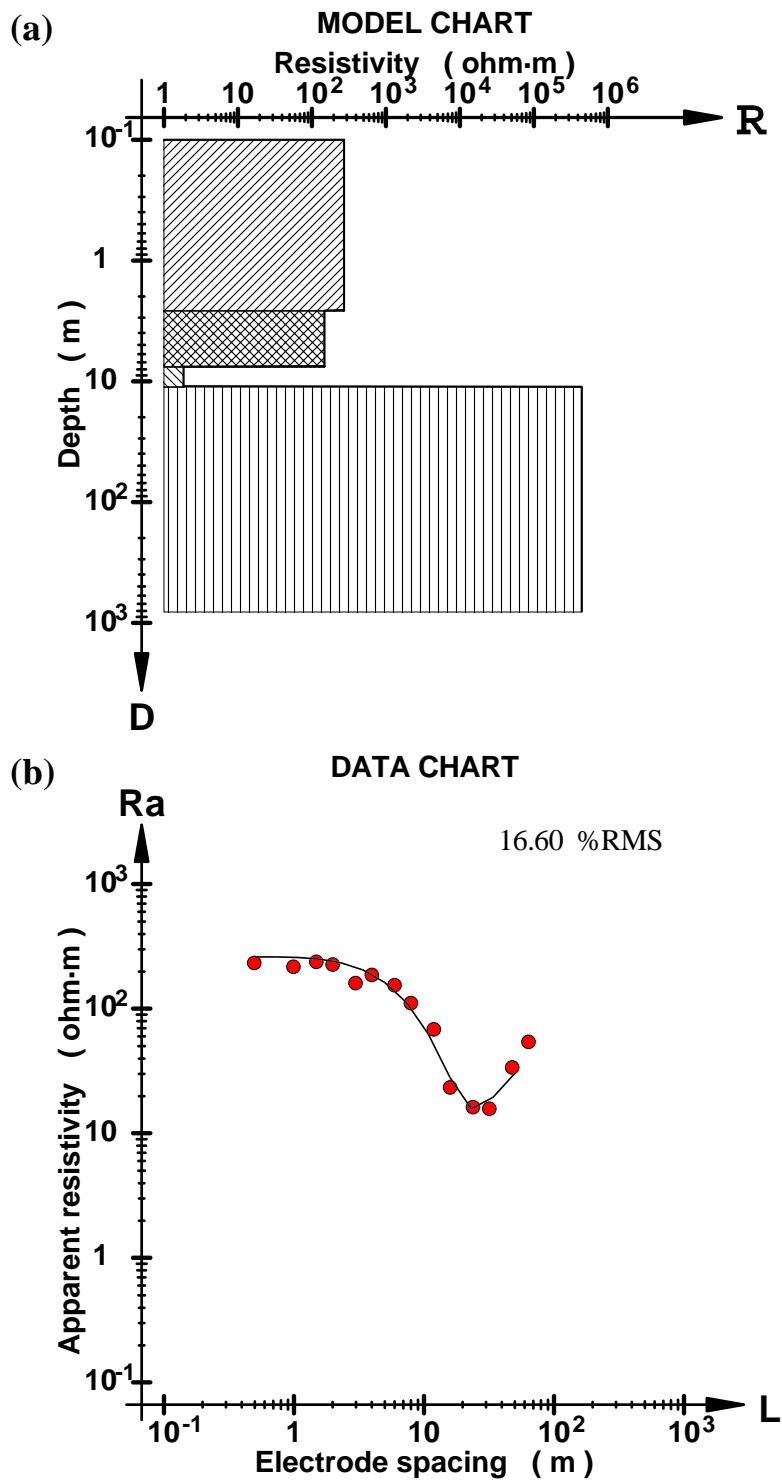 (a)
MODEL CHART
Resistivity ( ohm·m )
1 10 10² 10³ 10⁴ 10⁵ 10⁶
R
10⁻¹
1
10
10²
10³
Depth ( m )
D
(b)
DATA CHART
Ra
16.60 %RMS
10³
10²
10
1
10⁻¹
Apparent resistivity ( ohm·m )
10⁻¹ 1 10 10² 10³
L
Electrode spacing ( m )